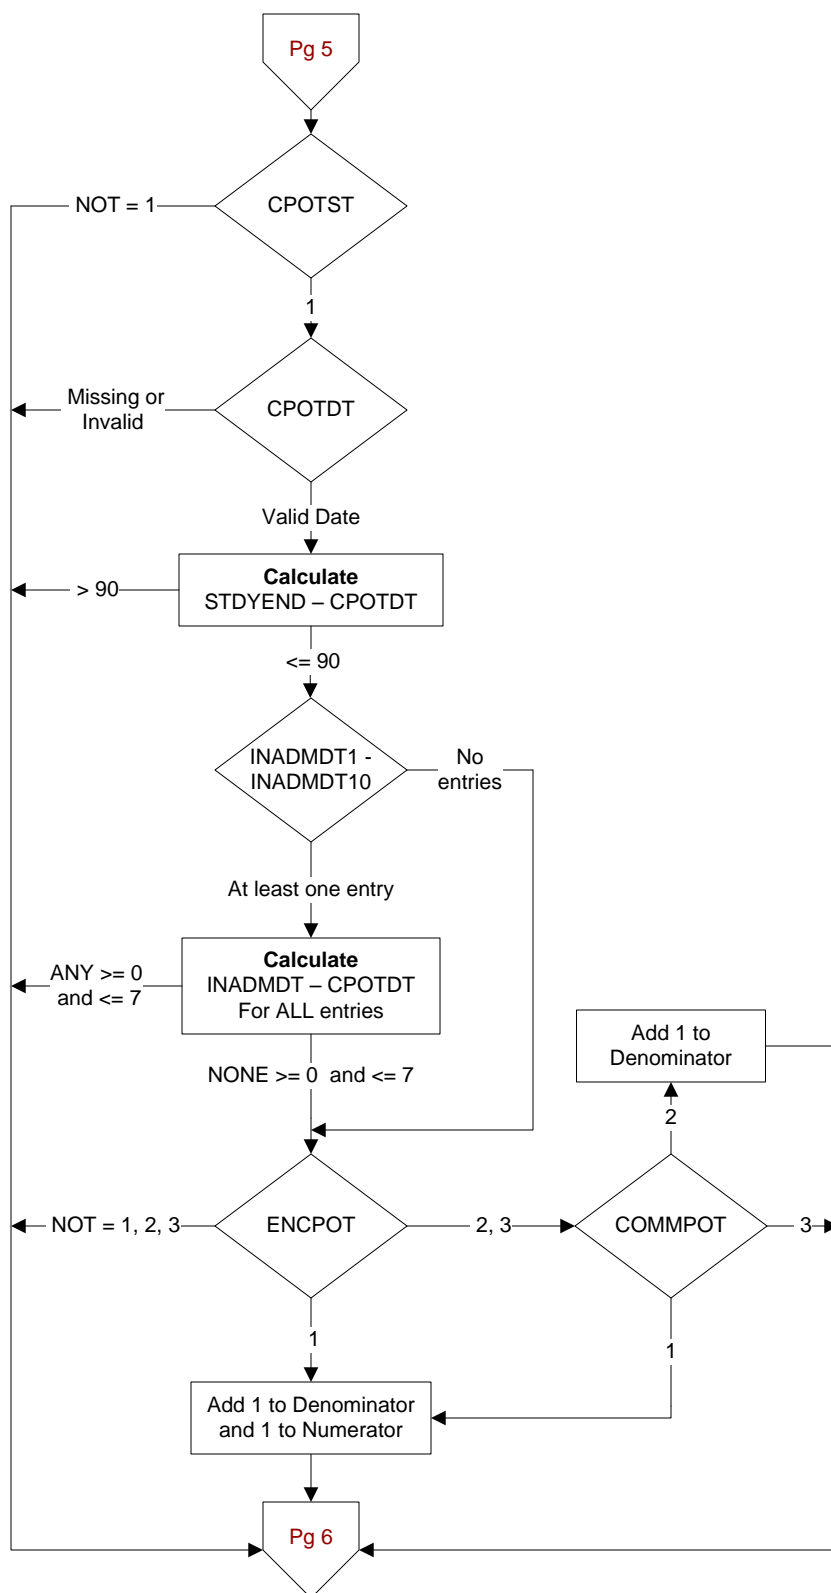 Pg 5
CPOTST
NOT = 1
1
CPOTDT
Missing or
Invalid
Valid Date
Calculate
STDYEND – CPOTDT
> 90
<= 90
INADMDT1 -
INADMDT10
No
entries
At least one entry
Calculate
INADMDT – CPOTDT
For ALL entries
ANY >= 0
and <= 7
NONE >= 0 and <= 7
Add 1 to
Denominator
2
ENCPOT
NOT = 1, 2, 3
2, 3
COMMPOT
3
1
1
Add 1 to Denominator
and 1 to Numerator
Pg 6